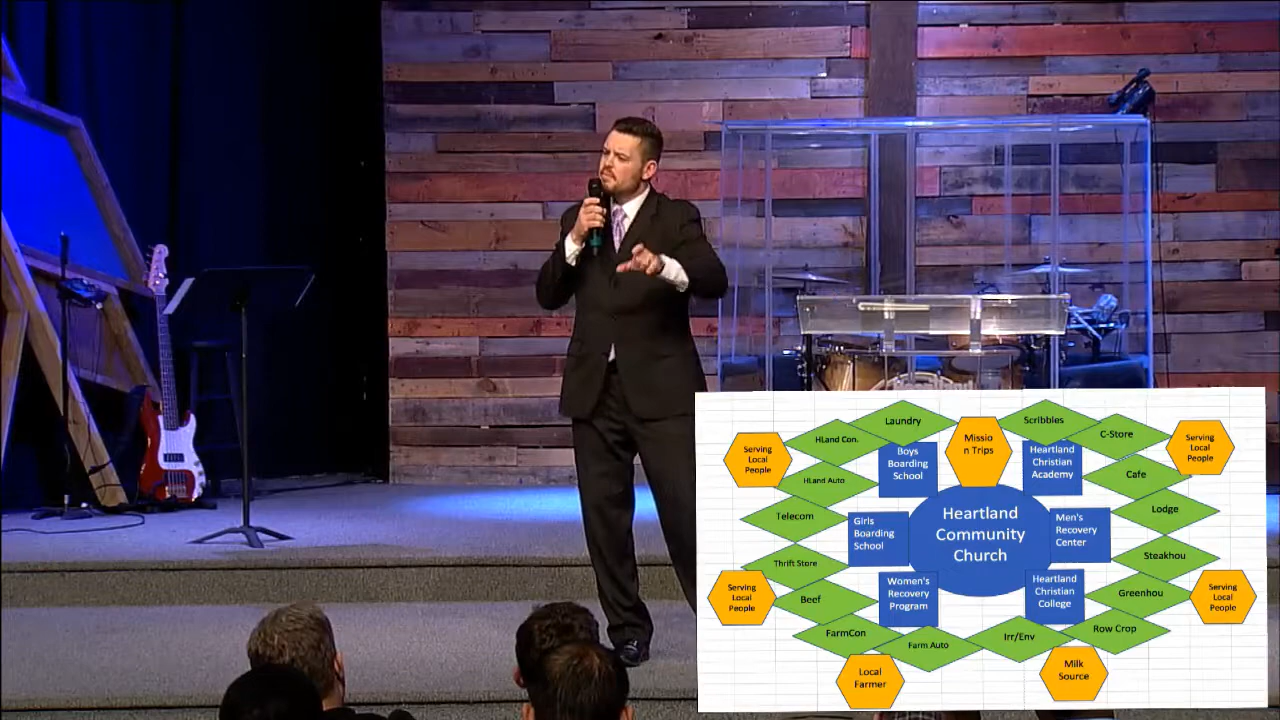 Laundry
Missio
n Trips
Scribbles
HLand Con.
C-Store
Serving
Local
People
Boys
Boarding
School
Heartland
Christian
Academy
Serving
Local
People
HLand Auto
Cafe
Telecom
Girls
Boarding
School
Heartland
Community
Church
Men's
Recovery
Center
Lodge
Thrift Store
Steakhou
Serving
Local
People
Beef
Women's
Recovery
Program
Heartland
Christian
College
Greenhou
Serving
Local
People
FarmCon
Farm Auto
Irr/Env
Row Crop
Local
Farmer
Milk
Source